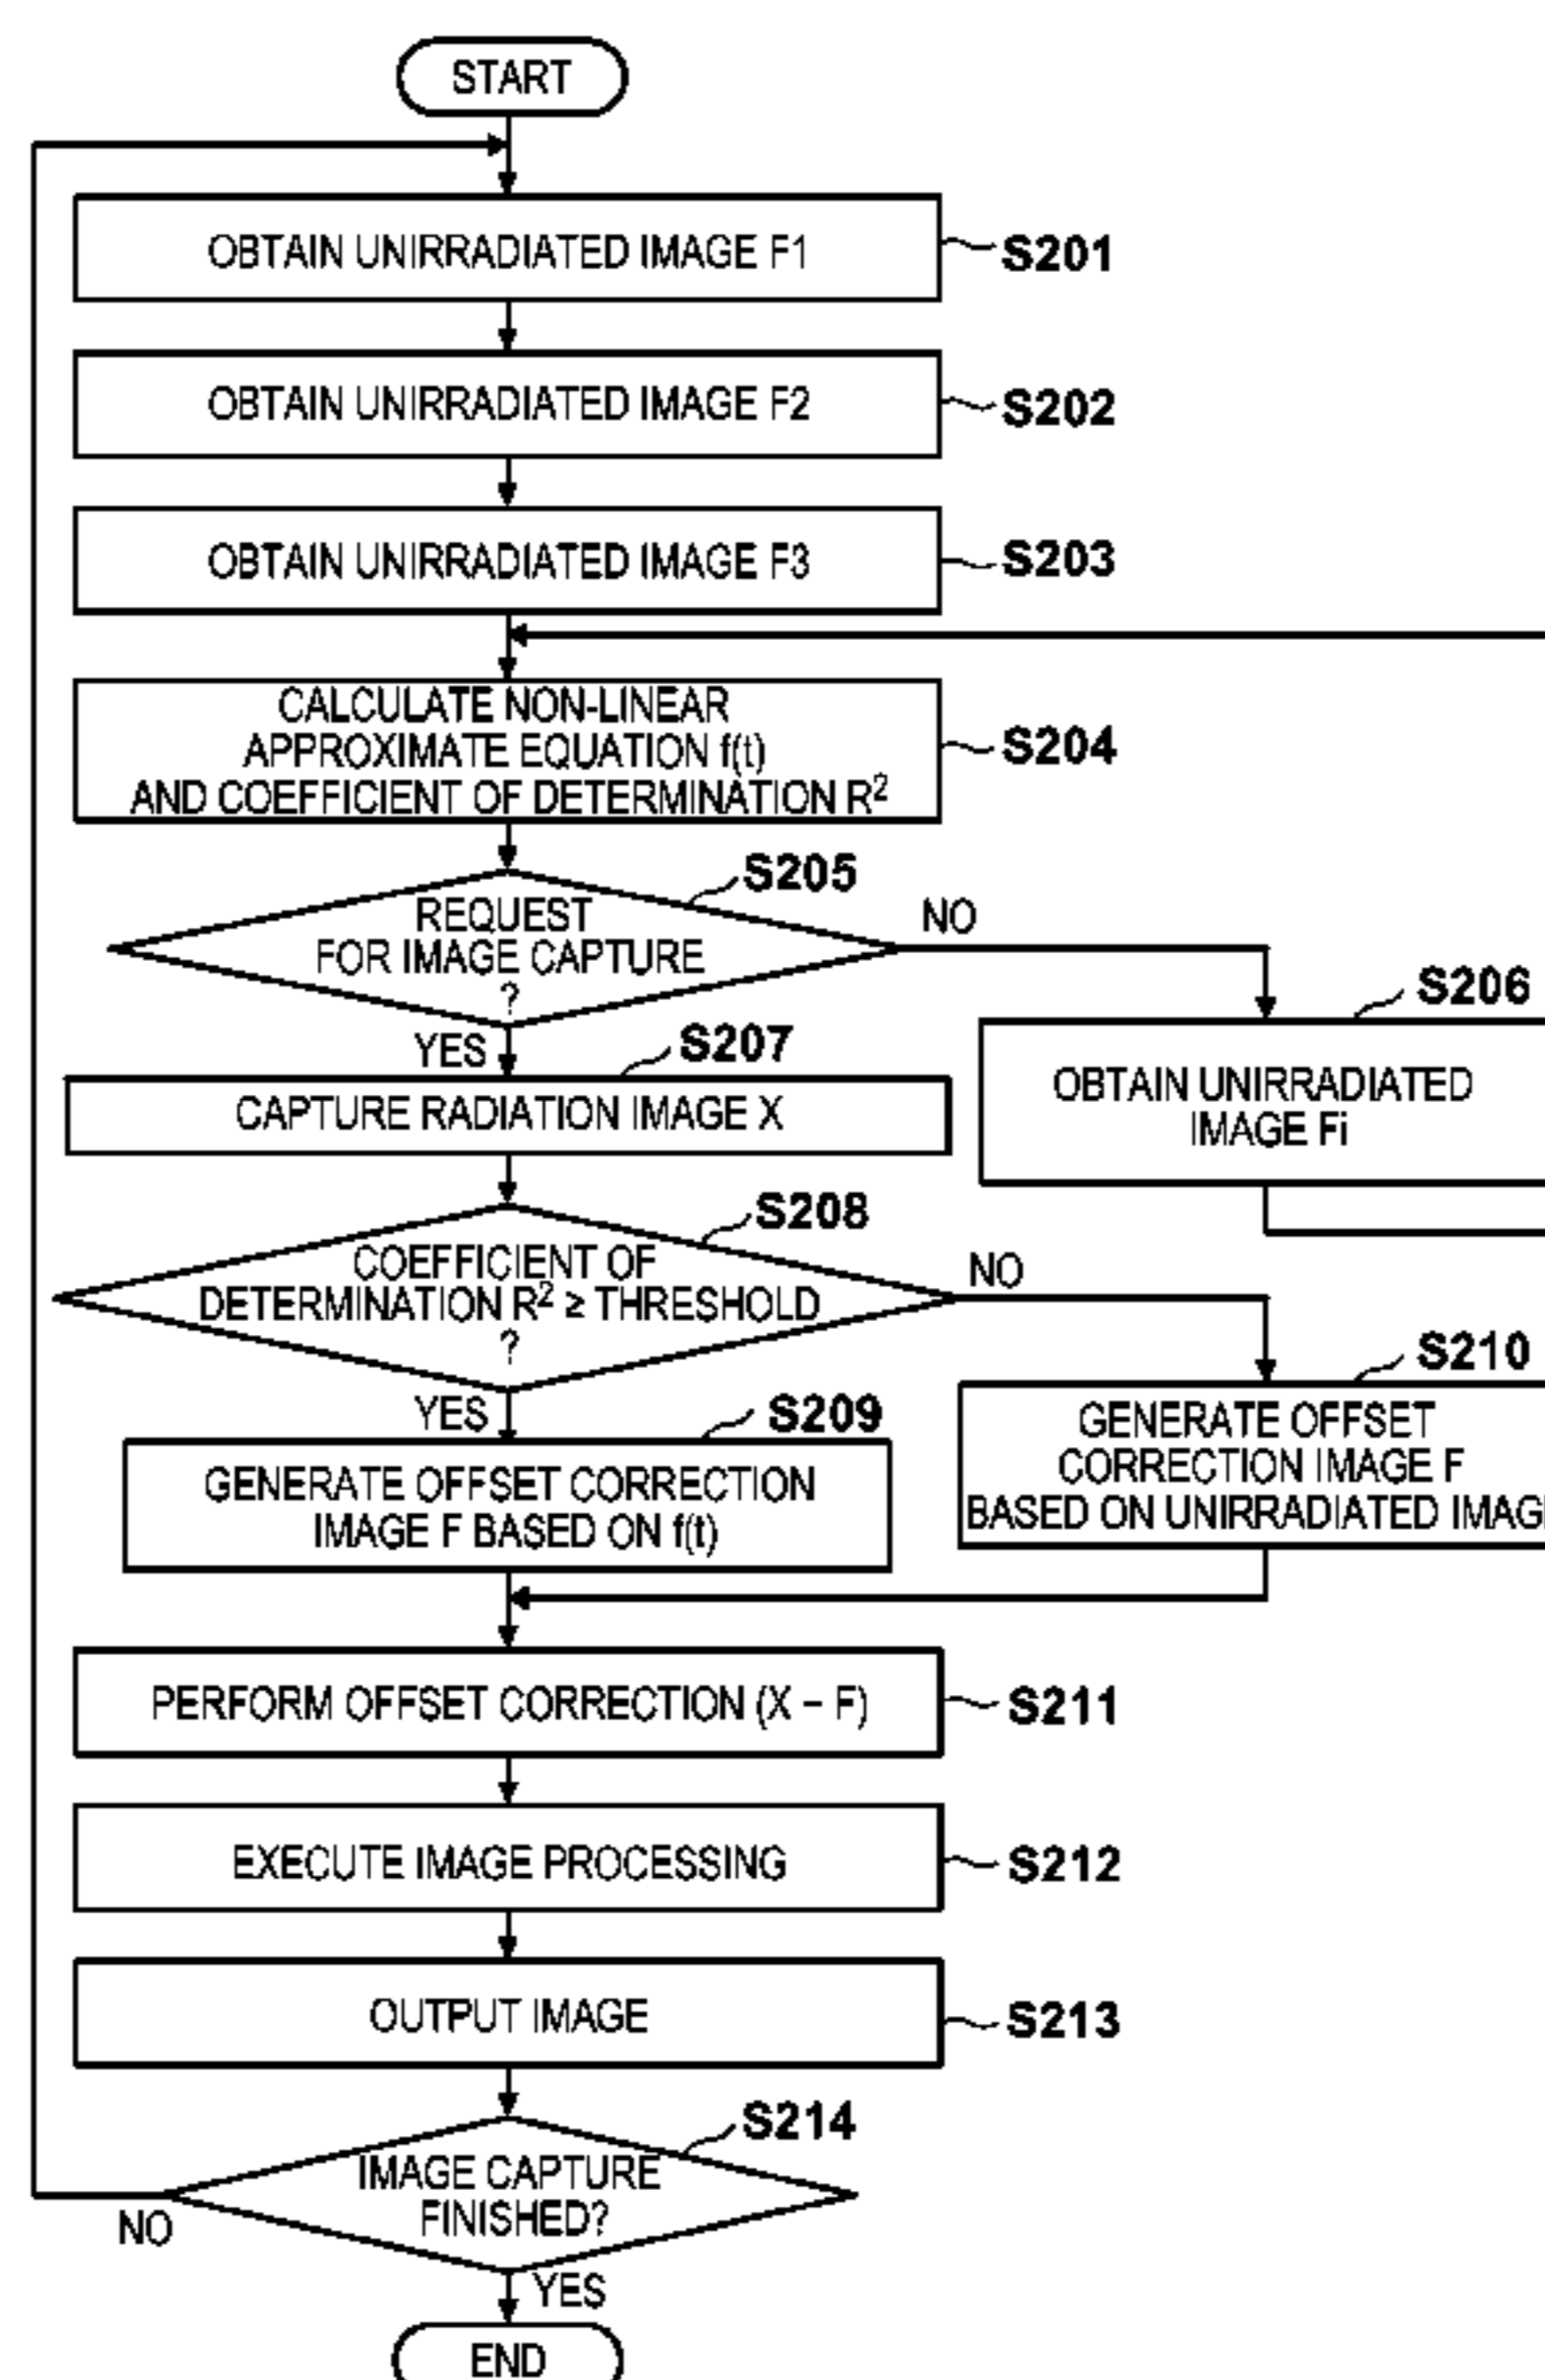 START
OBTAIN UNIRRADIATED IMAGE F1
S201
OBTAIN UNIRRADIATED IMAGE F2
S202
OBTAIN UNIRRADIATED IMAGE F3
S203
CALCULATE NON-LINEAR
APPROXIMATE EQUATION f(t)
AND COEFFICIENT OF DETERMINATION R²
S204
S205
REQUEST
FOR IMAGE CAPTURE
?
NO
YES
S206
OBTAIN UNIRRADIATED
IMAGE Fi
S207
CAPTURE RADIATION IMAGE X
S208
COEFFICIENT OF
DETERMINATION R² ≥ THRESHOLD
?
NO
YES
S209
GENERATE OFFSET CORRECTION
IMAGE F BASED ON f(t)
S210
GENERATE OFFSET
CORRECTION IMAGE F
BASED ON UNIRRADIATED IMAGE
PERFORM OFFSET CORRECTION (X – F)
S211
EXECUTE IMAGE PROCESSING
S212
OUTPUT IMAGE
S213
S214
IMAGE CAPTURE
FINISHED?
NO
YES
END